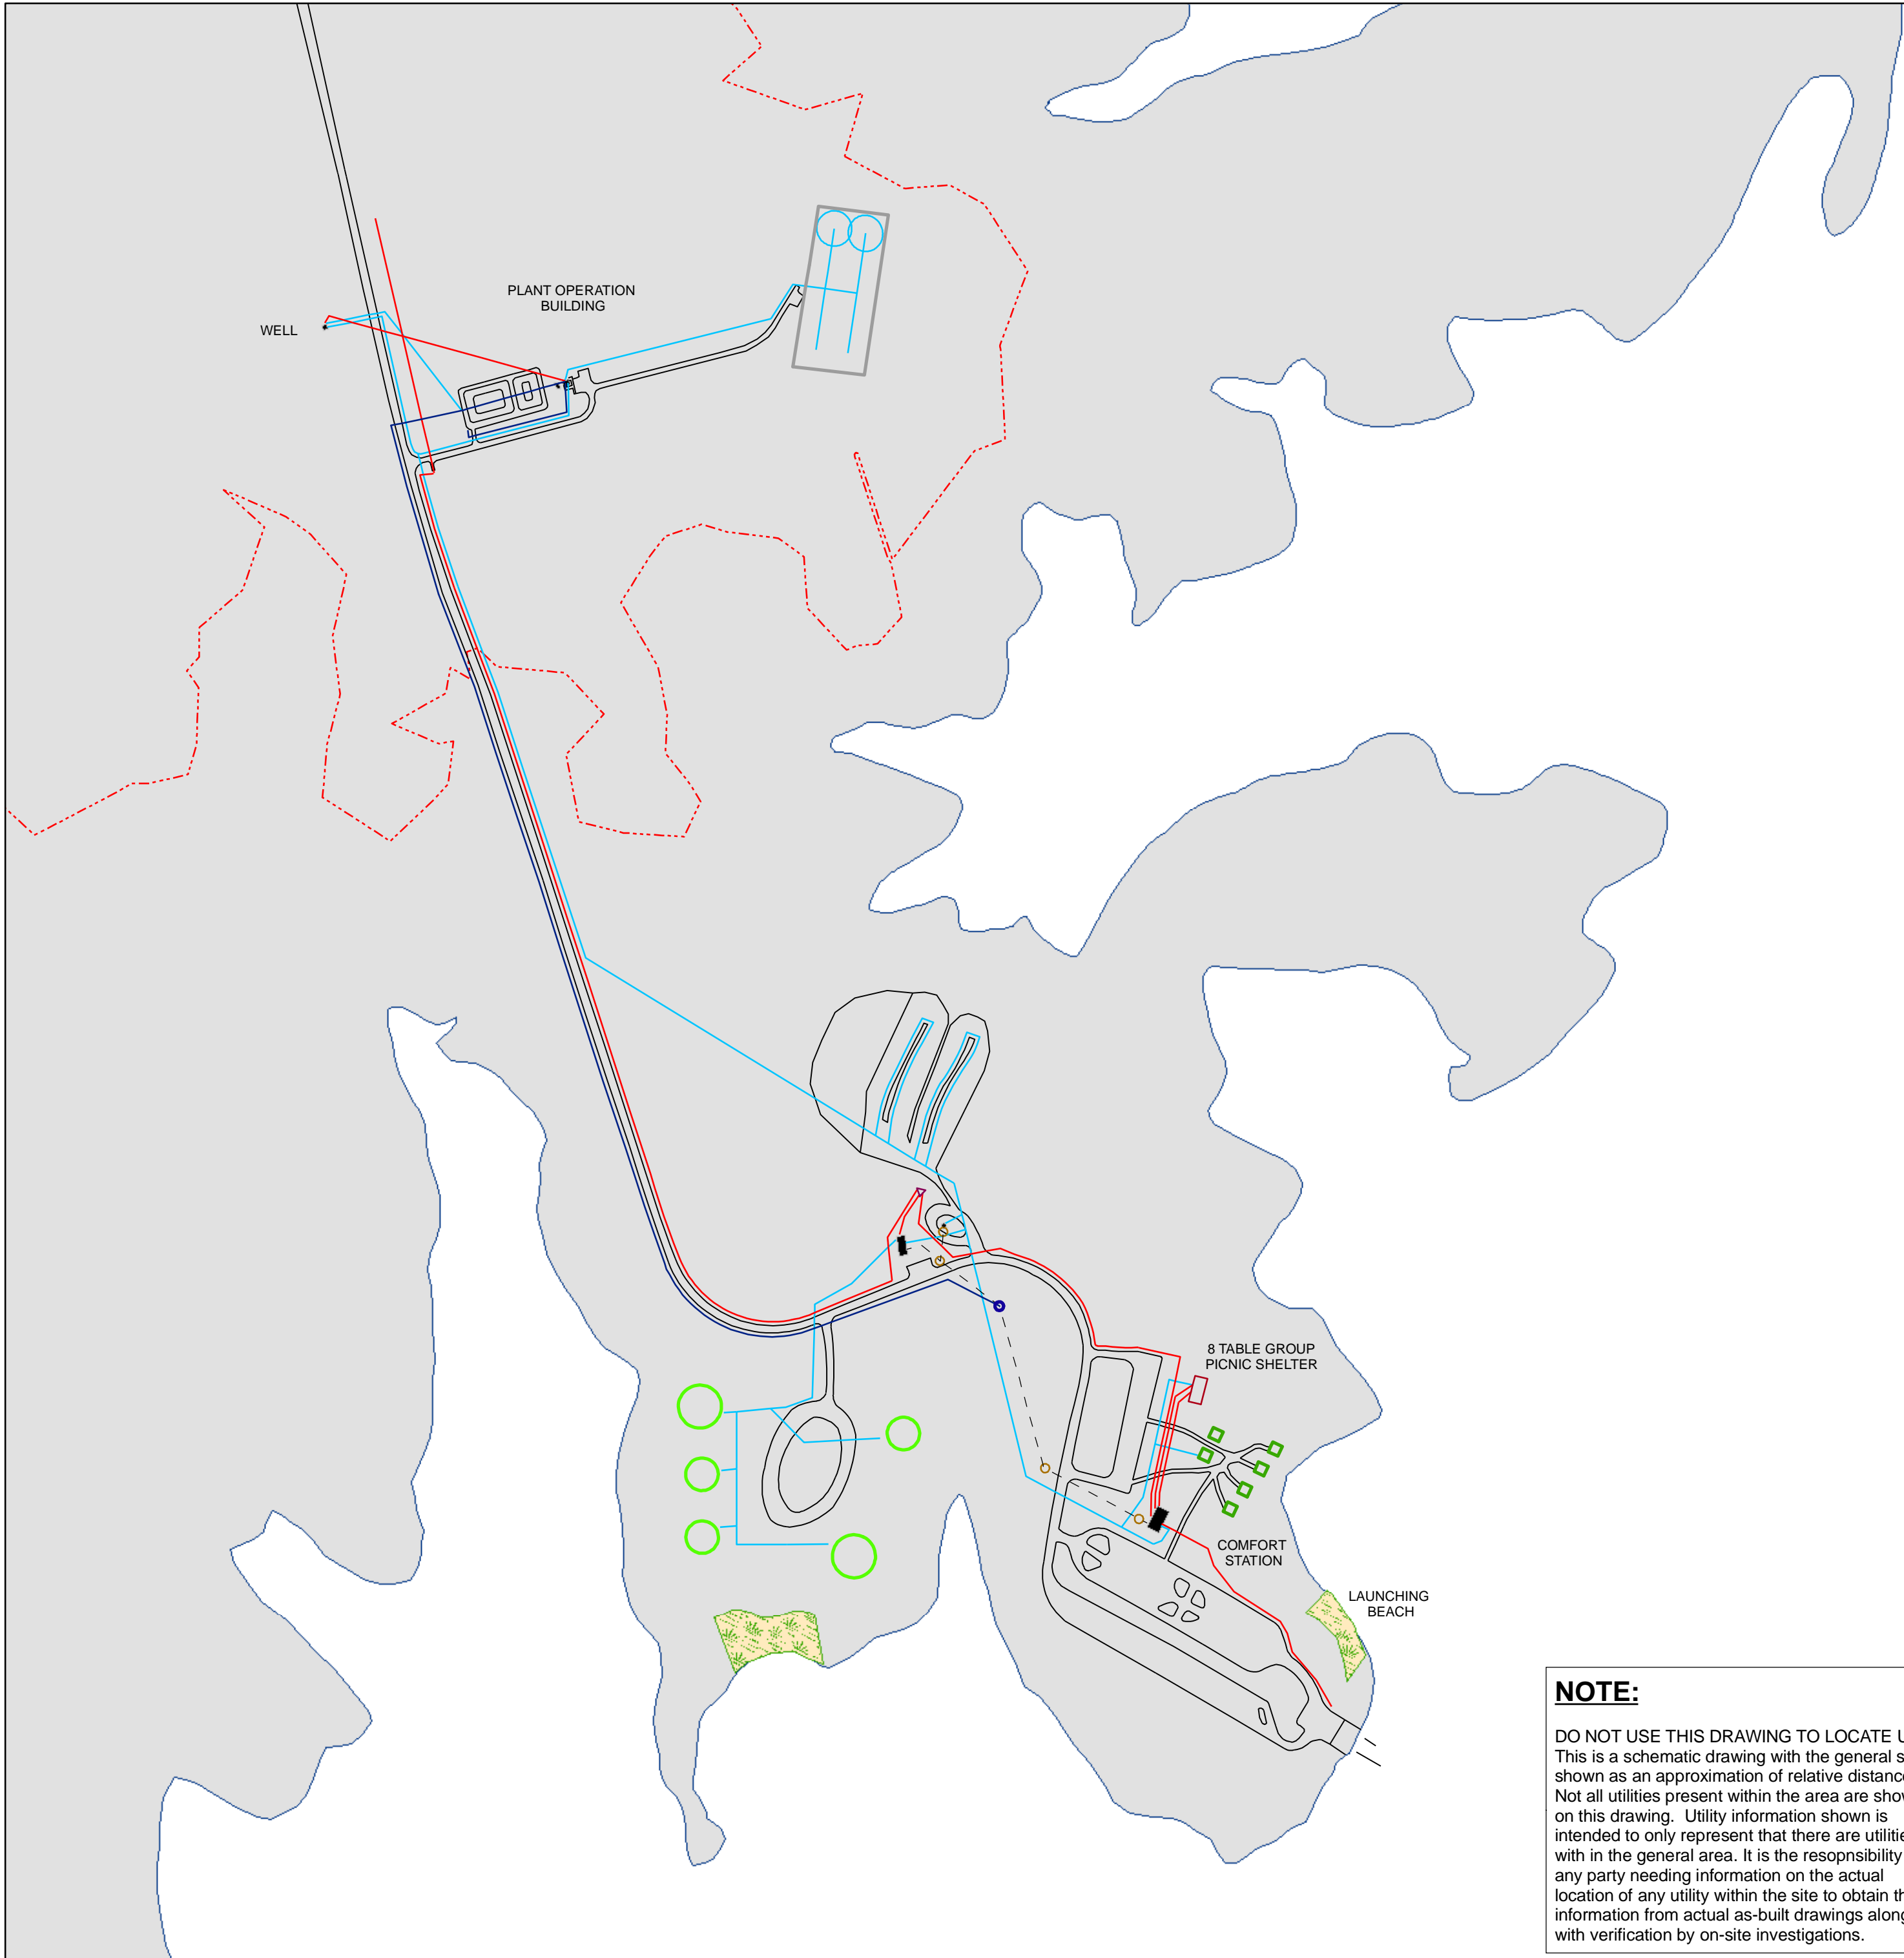 PLANT OPERATION
BUILDING
WELL
8 TABLE GROUP
PICNIC SHELTER
COMFORT
STATION
LAUNCHING
BEACH
NOTE:
DO NOT USE THIS DRAWING TO LOCATE
This is a schematic drawing with the general
shown as an approximation of relative
Not all utilities present within the area are
on this drawing. Utility information shown is
intended to only represent that there are
with in the general area. It is the resopnsibility
any party needing information on the actual
location of any utility within the site to obtain
information from actual as-built drawings along
with verification by on-site investigations.